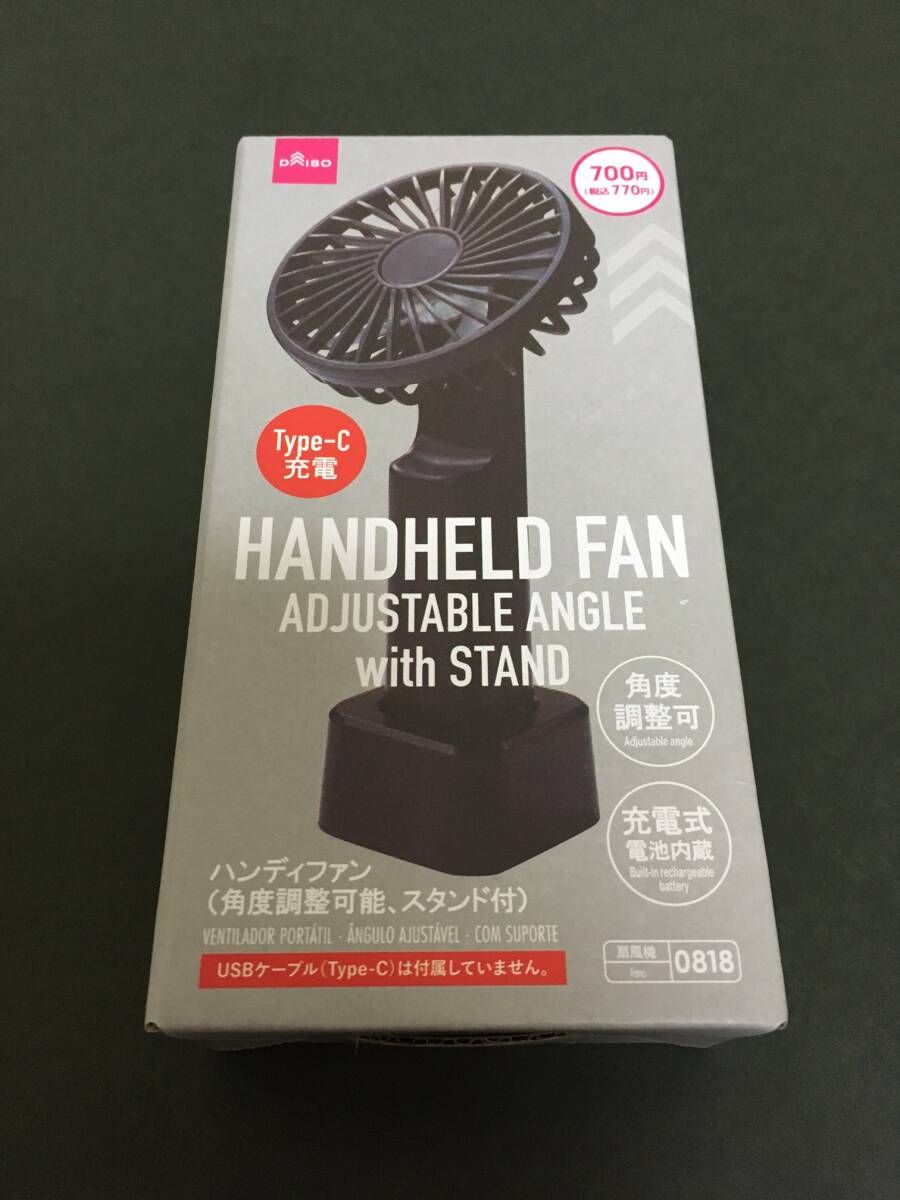 DAISO
700円
(税込770円)
Type-C
充電
HANDHELD FAN
ADJUSTABLE ANGLE
with STAND
角度
調整可
Adjustable angle
充電式
電池内蔵
Built-in rechargeable
battery
ハンディファン
(角度調整可能、スタンド付)
VENTILADOR PORTÁTIL - ÂNGULO AJUSTÁVEL - COM SUPORTE
USBケーブル(Type-C)は付属していません。
扇風機
Fans
0818